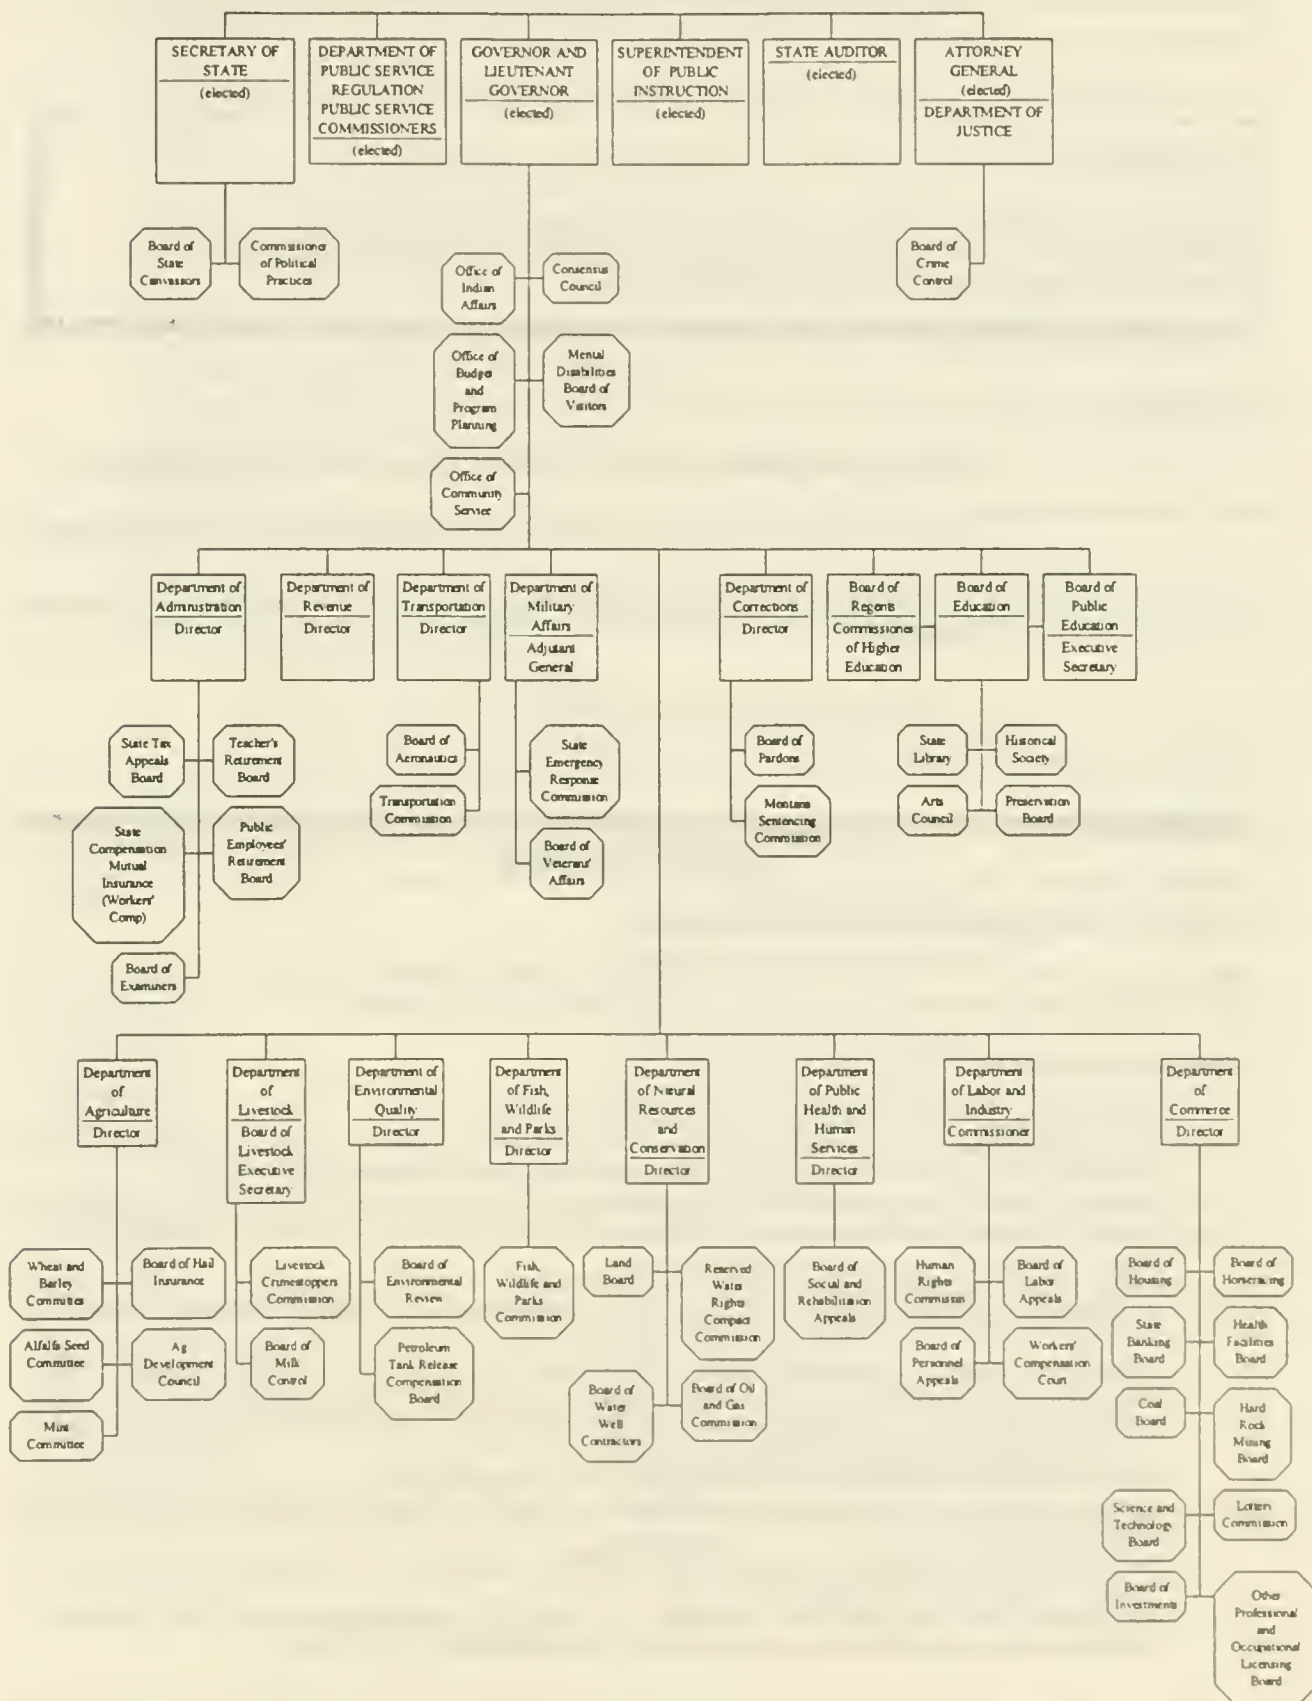 SECRETARY OF
STATE
(elected)
DEPARTMENT OF
PUBLIC SERVICE
REGULATION
PUBLIC SERVICE
COMMISSIONERS
(elected)
GOVERNOR AND
LIEUTENANT
GOVERNOR
(elected)
SUPERINTENDENT
OF PUBLIC
INSTRUCTION
(elected)
STATE AUDITOR
(elected)
ATTORNEY
GENERAL
(elected)
DEPARTMENT OF
JUSTICE
Board of
State
Canvassors
Commissioner
of Political
Practices
Board of
Crime
Control
Office of
Indian
Affairs
Consensus
Council
Office of
Budget
and
Program
Planning
Mental
Disabilities
Board of
Visitors
Office of
Community
Service
Department of
Administration
Director
Department of
Revenue
Director
Department of
Transportation
Director
Department of
Military
Affairs
Adjutant
General
Department of
Corrections
Director
Board of
Regents
Commissioner
of Higher
Education
Board of
Education
Board of
Public
Education
Executive
Secretary
State Tax
Appeals
Board
Teacher's
Retirement
Board
State
Compensation
Mutual
Insurance
(Workers'
Comp)
Public
Employees'
Retirement
Board
Board of
Examiners
Board of
Aeronautics
Transportation
Commission
State
Emergency
Response
Commission
Board of
Veterans'
Affairs
Board of
Pardons
Montana
Sentencing
Commission
State
Library
Historical
Society
Arts
Council
Preservation
Board
Department
of
Agriculture
Director
Department
of
Livestock
Board of
Livestock
Executive
Secretary
Department of
Environmental
Quality
Director
Department
of Fish,
Wildlife
and Parks
Director
Department
of Natural
Resources
and
Conservation
Director
Department
of Public
Health and
Human
Services
Director
Department
of Labor and
Industry
Commissioner
Department
of
Commerce
Director
Wheat and
Barley
Committee
Board of Hail
Insurance
Alfalfa Seed
Committee
Ag
Development
Council
Mint
Committee
Livestock
Crimestoppers
Commission
Board of
Milk
Control
Board of
Environmental
Review
Petroleum
Tank Release
Compensation
Board
Fish,
Wildlife and
Parks
Commission
Land
Board
Reserved
Water
Rights
Compact
Commission
Board of
Water
Well
Contractors
Board of Oil
and Gas
Commission
Board of
Social and
Rehabilitation
Appeals
Human
Rights
Commission
Board of
Labor
Appeals
Board of
Personnel
Appeals
Workers'
Compensation
Court
Board of
Housing
Board of
Horseracing
State
Banking
Board
Health
Facilities
Board
Coal
Board
Hard
Rock
Mining
Board
Science and
Technology
Board
Lottery
Commission
Board of
Investments
Other
Professional
and
Occupational
Licensing
Board